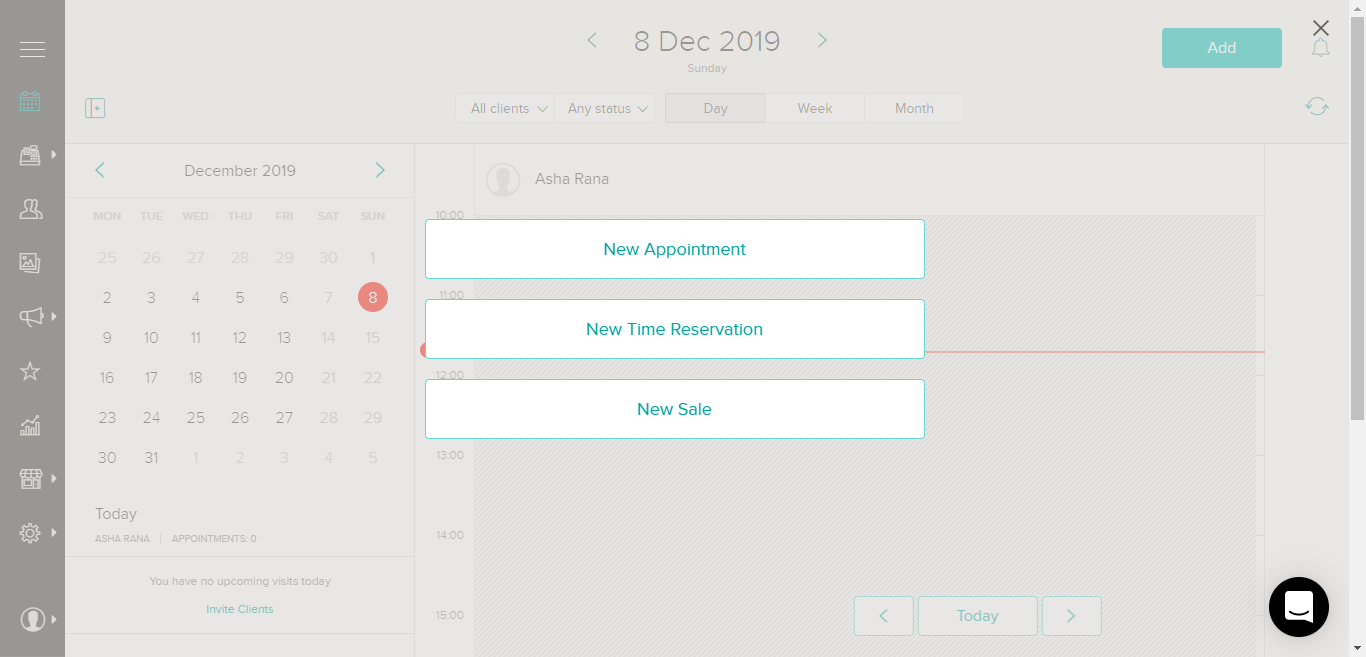 8 Dec 2019
Sunday
Add
All clients
Any status
Day
Week
Month
December 2019
MON TUE WED THU FRI SAT SUN
25 26 27 28 29 30 1
2 3 4 5 6 7 8
9 10 11 12 13 14 15
16 17 18 19 20 21 22
23 24 25 26 27 28 29
30 31 1 2 3 4 5
Today
ASHA RANA
APPOINTMENTS: 0
You have no upcoming visits today
Invite Clients
Asha Rana
10:00
New Appointment
11:00
New Time Reservation
12:00
New Sale
13:00
14:00
15:00
Today